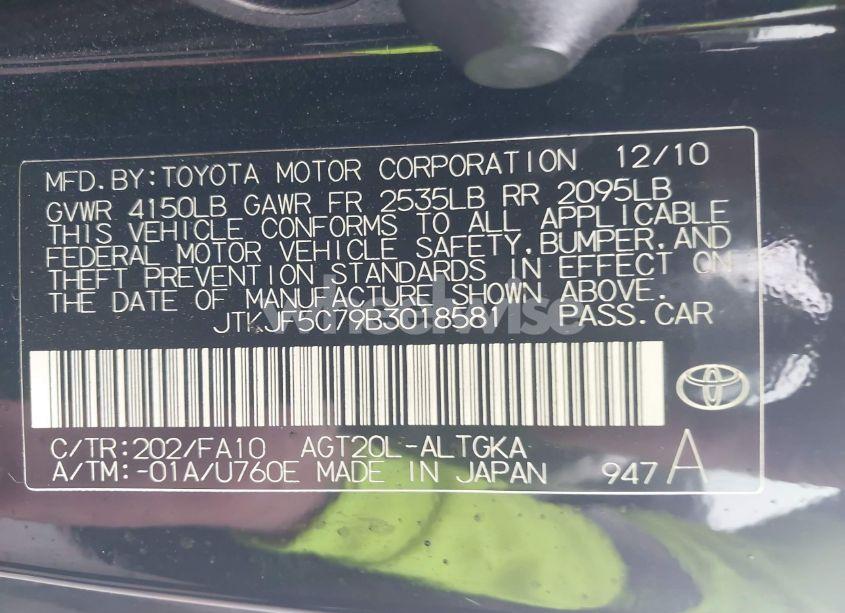 MFD.BY:TOYOTA MOTOR CORPORATION 12/10
GVWR 4150LB GAWR FR 2535LB RR 2095LB
THIS VEHICLE CONFORMS TO ALL APPLICABLE
FEDERAL MOTOR VEHICLE SAFETY,BUMPER,AND
THEFT PREVENTION STANDARDS IN EFFECT ON
THE DATE OF MANUFACTURE SHOWN ABOVE.
JTKJF5C79B3018581 PASS.CAR
C/TR:202/FA10 AGT20L-ALTGKA
A/TM:-01A/U760E MADE IN JAPAN 947 A